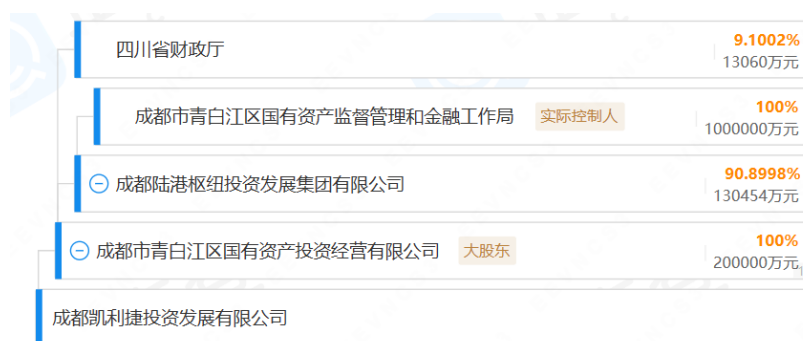 四川省财政厅
9.1002%
13060万元
成都市青白江区国有资产监督管理和金融工作局 实际控制人
100%
1000000万元
成都陆港枢纽投资发展集团有限公司
90.8998%
130454万元
成都市青白江区国有资产投资经营有限公司 大股东
100%
200000万元
成都凯利捷投资发展有限公司